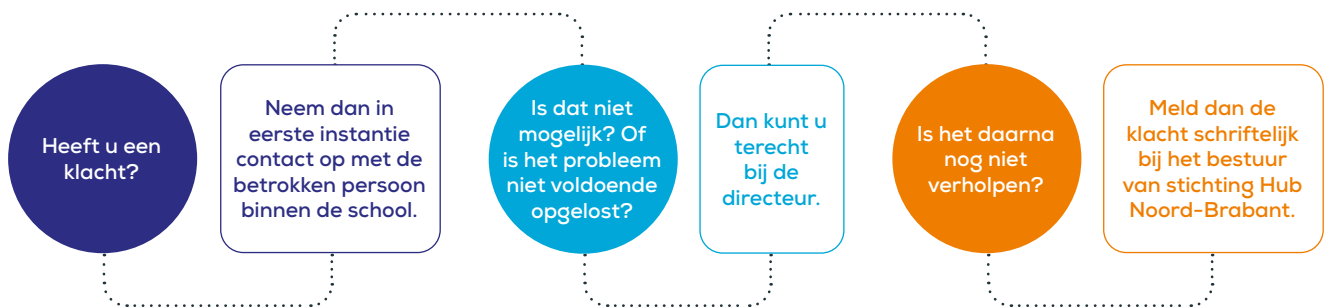 Heeft u een
klacht?
Neem dan in
eerste instantie
contact op met de
betrokken persoon
binnen de school.
Is dat niet
mogelijk? Of
is het probleem
niet voldoende
opgelost?
Dan kunt u
terecht
bij de
directeur.
Is het daarna
nog niet
verholpen?
Meld dan de
klacht schriftelijk
bij het bestuur
van stichting Hub
Noord-Brabant.